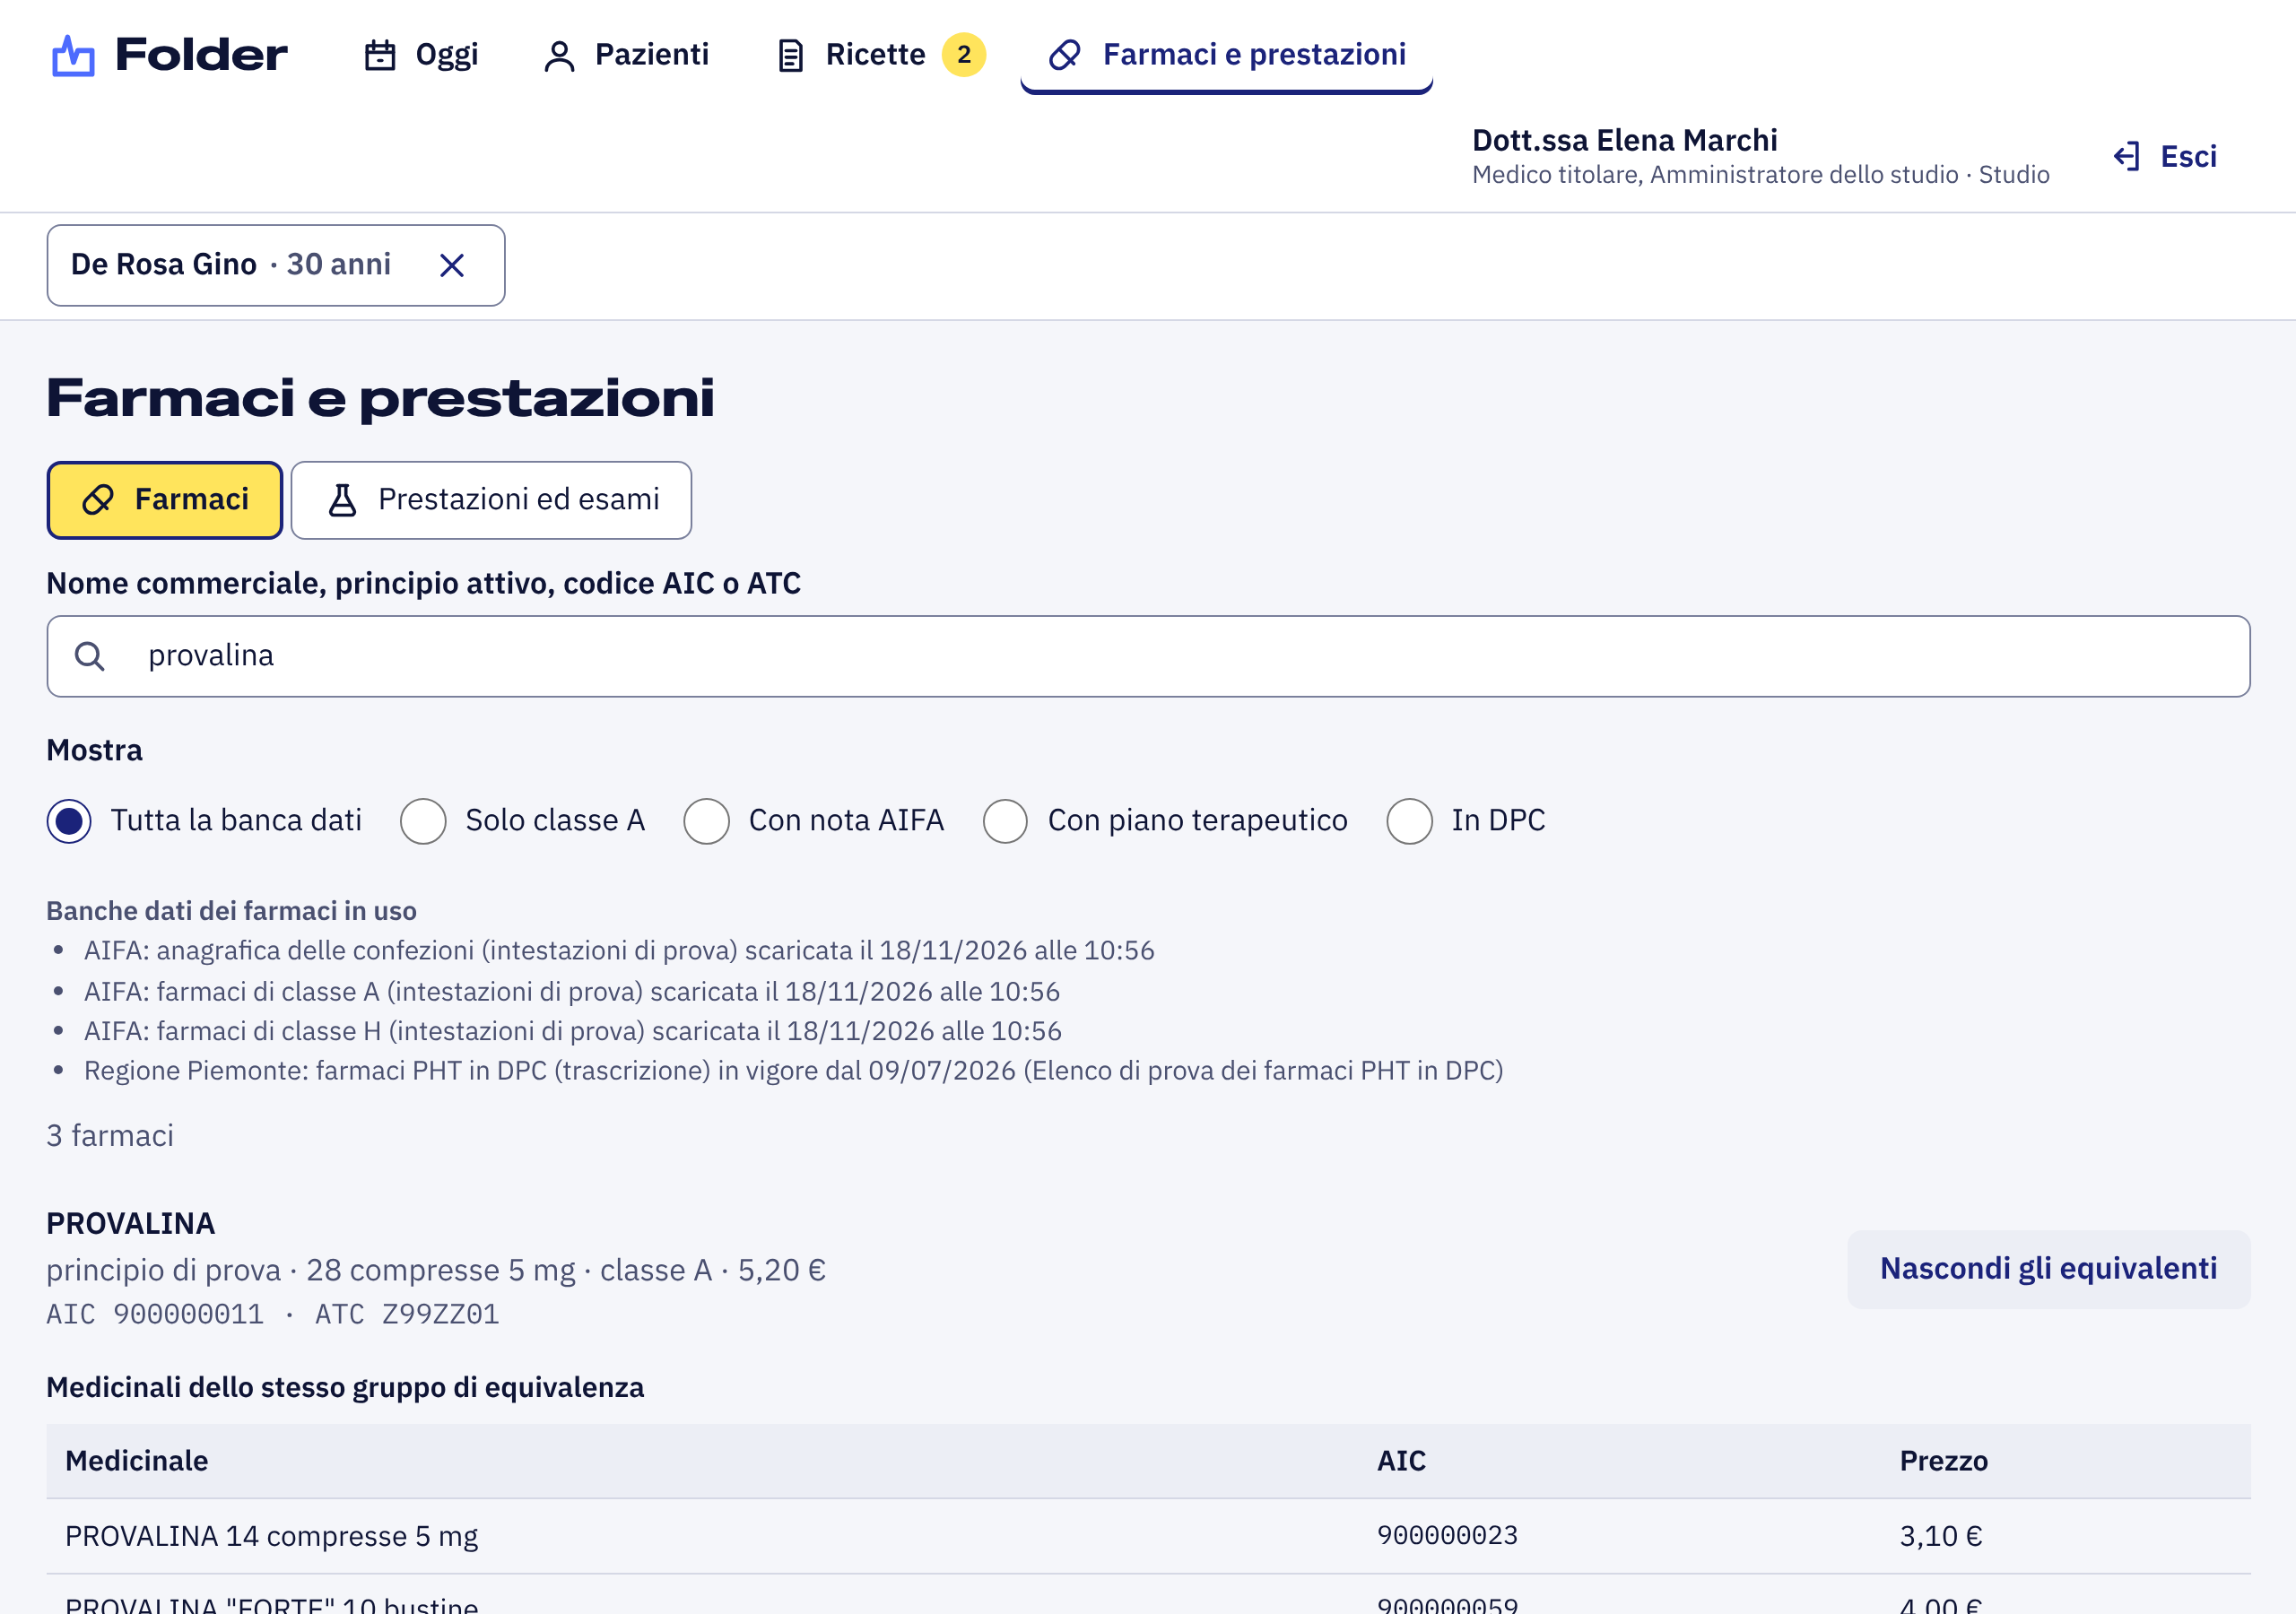 Folder
Oggi
Pazienti
Ricette 2
Farmaci e prestazioni
Dott.ssa Elena Marchi
Medico titolare, Amministratore dello studio · Studio
Esci
De Rosa Gino · 30 anni
Farmaci e prestazioni
Farmaci
Prestazioni ed esami
Nome commerciale, principio attivo, codice AIC o ATC
provalina
Mostra
Tutta la banca dati
Solo classe A
Con nota AIFA
Con piano terapeutico
In DPC
Banche dati dei farmaci in uso
• AIFA: anagrafica delle confezioni (intestazioni di prova) scaricata il 18/11/2026 alle 10:56
• AIFA: farmaci di classe A (intestazioni di prova) scaricata il 18/11/2026 alle 10:56
• AIFA: farmaci di classe H (intestazioni di prova) scaricata il 18/11/2026 alle 10:56
• Regione Piemonte: farmaci PHT in DPC (trascrizione) in vigore dal 09/07/2026 (Elenco di prova dei farmaci PHT in DPC)
3 farmaci
PROVALINA
principio di prova · 28 compresse 5 mg · classe A · 5,20 €
AIC 900000011 · ATC Z99ZZ01
Nascondi gli equivalenti
Medicinali dello stesso gruppo di equivalenza
Medicinale AIC Prezzo
PROVALINA 14 compresse 5 mg 900000023 3,10 €
PROVALINA "FORTE" 10 bustine 900000059 4,00 €